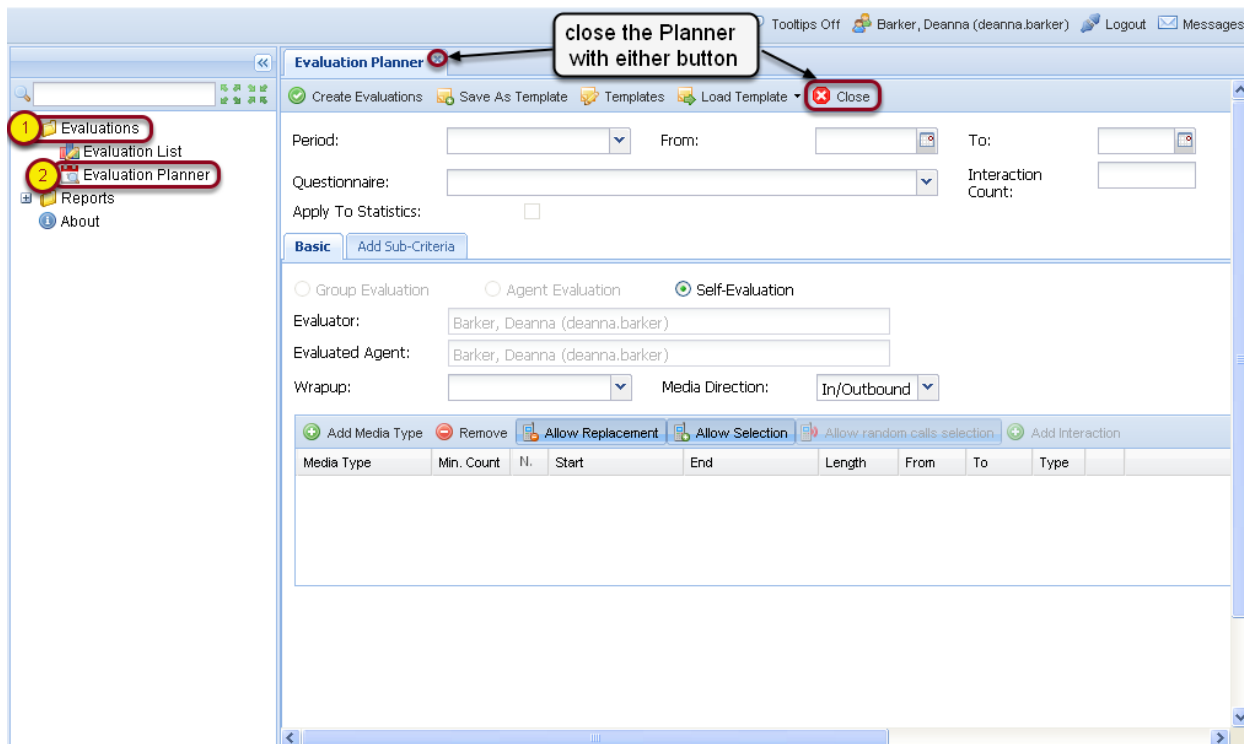 Tooltips Off Barker, Deanna (deanna.barker) Logout Messages
close the Planner
with either button
Evaluation Planner
Create Evaluations Save As Template Templates Load Template Close
1 Evaluations
Evaluation List
2 Evaluation Planner
Reports
About
Period: From: To:
Questionnaire: Interaction
Count:
Apply To Statistics:
Basic Add Sub-Criteria
Group Evaluation Agent Evaluation Self-Evaluation
Evaluator: Barker, Deanna (deanna.barker)
Evaluated Agent: Barker, Deanna (deanna.barker)
Wrapup: Media Direction: In/Outbound
Add Media Type Remove Allow Replacement Allow Selection Allow random calls selection Add Interaction
Media Type Min. Count N. Start End Length From To Type